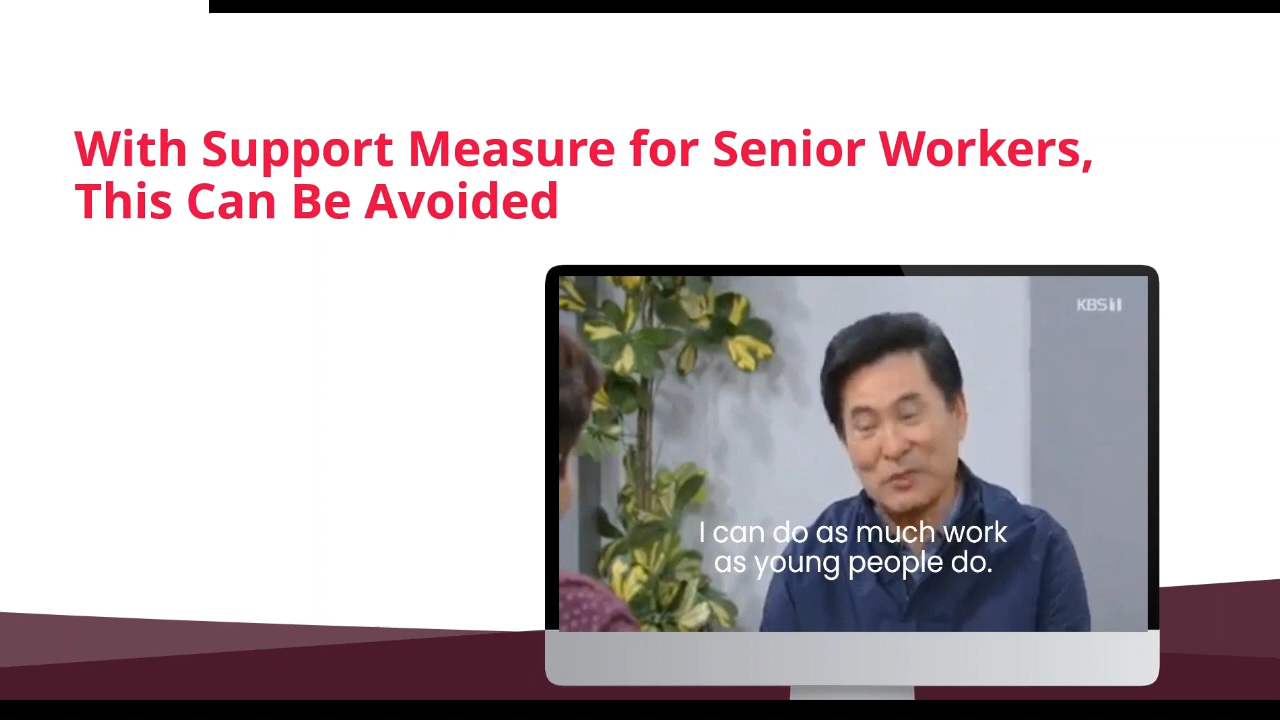 With Support Measure for Senior Workers,
This Can Be Avoided
KBS
I can do as much work
as young people do.